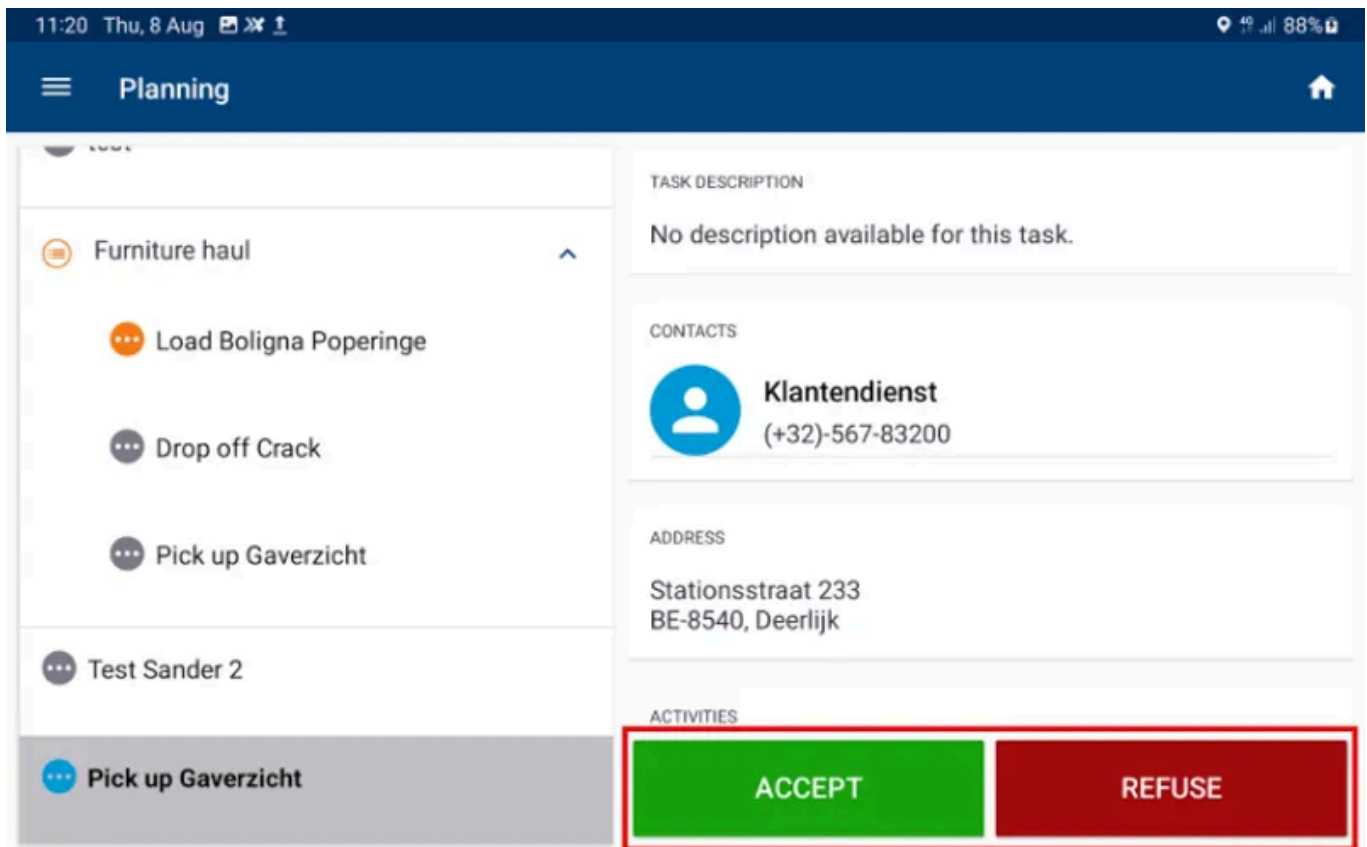 11:20 Thu, 8 Aug
88%
Planning
Furniture haul
Load Boligna Poperinge
Drop off Crack
Pick up Gaverzicht
Test Sander 2
Pick up Gaverzicht
TASK DESCRIPTION
No description available for this task.
CONTACTS
Klantendienst
(+32)-567-83200
ADDRESS
Stationsstraat 233
BE-8540, Deerlijk
ACTIVITIES
ACCEPT
REFUSE